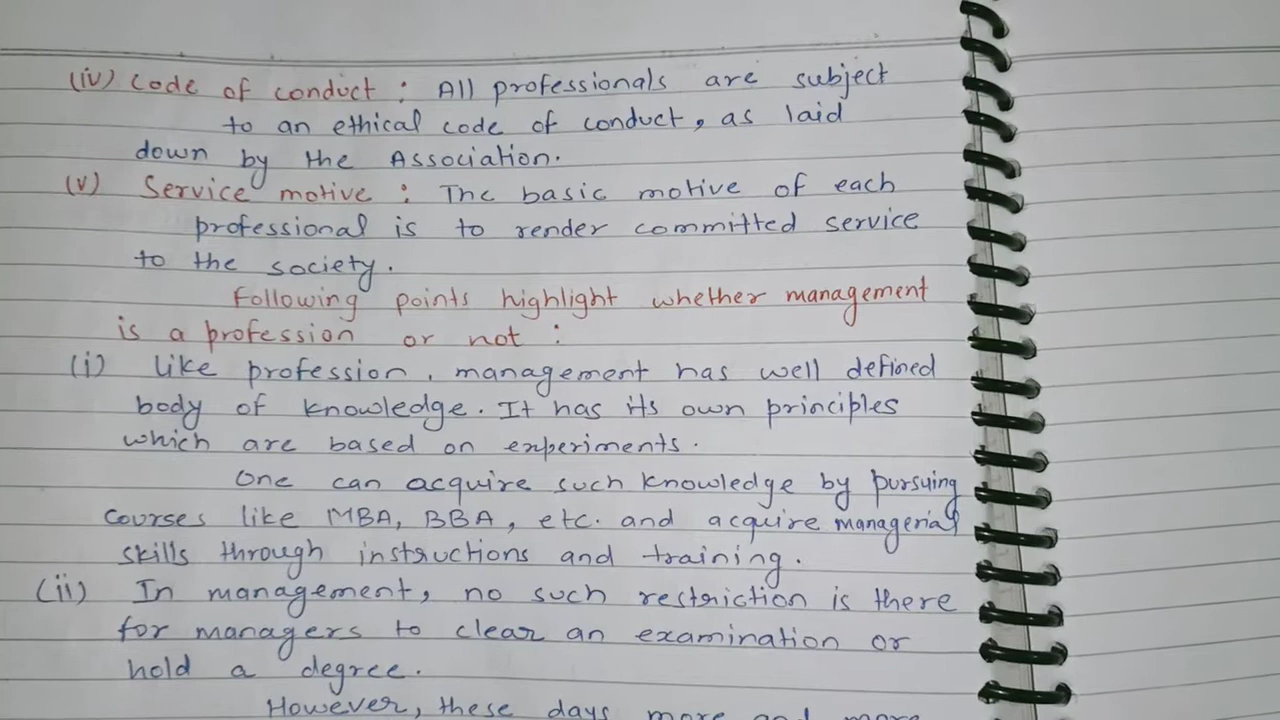 (iv) Code of conduct : All professionals are subject
to an ethical code of conduct, as laid
down by the Association.
(v) Service motive : The basic motive of each
professional is to render committed service
to the society.
Following points highlight whether management
is a profession or not :
(i) Like profession, management has well defined
body of knowledge. It has its own principles
which are based on experiments.
One can acquire such knowledge by pursuing
courses like MBA, BBA, etc. and acquire managerial
skills through instructions and training.
(ii) In management, no such restriction is there
for managers to clear an examination or
hold a degree.
However, these days more and more